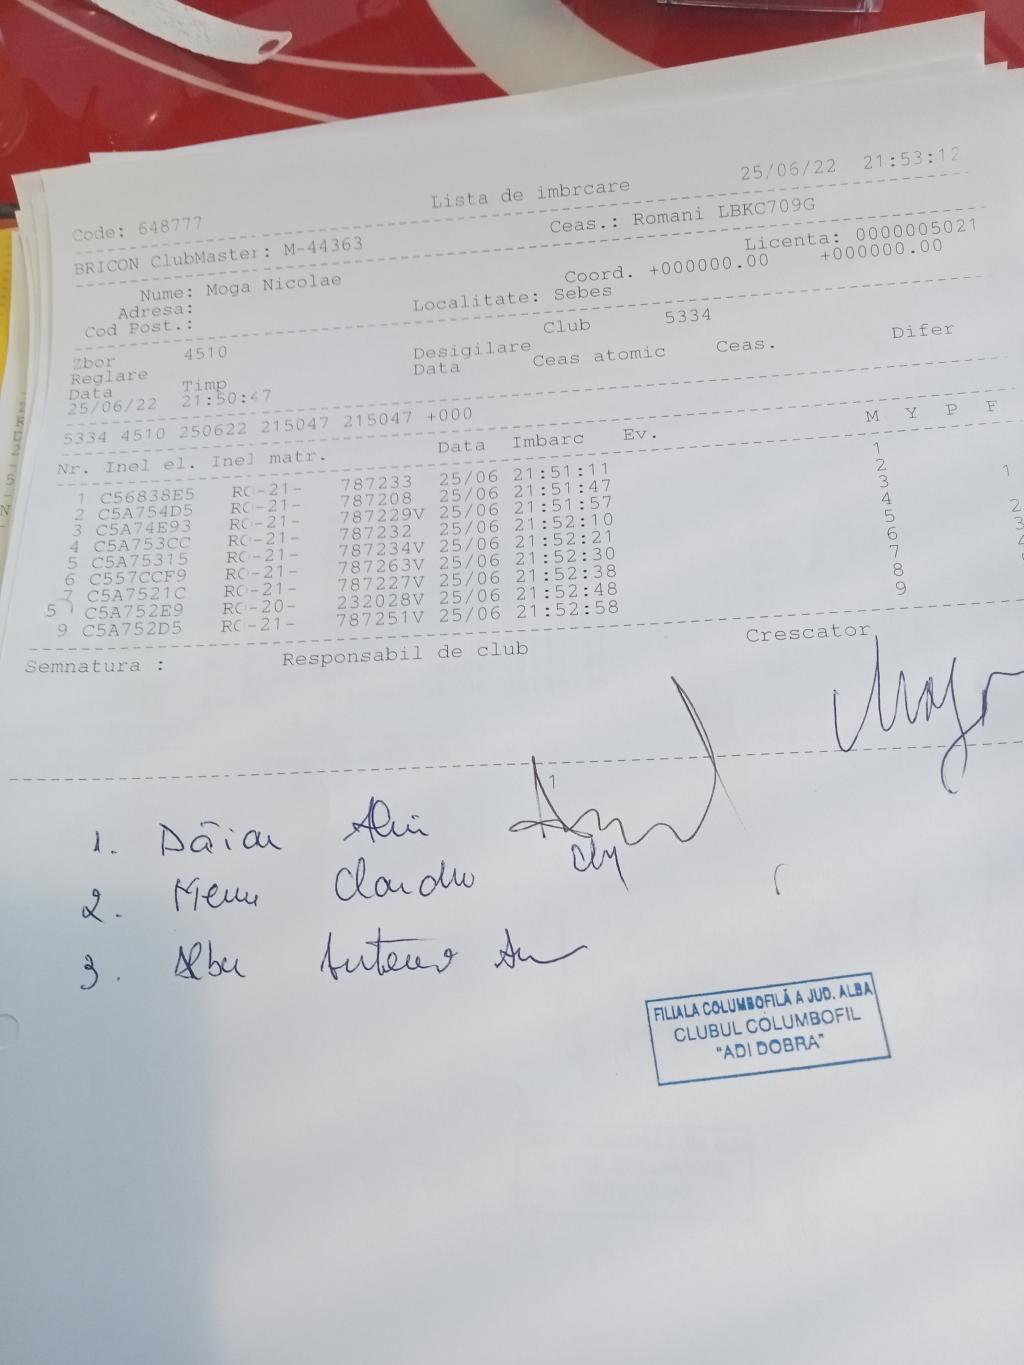 25/06/22 21:53:12
Lista de imbrcare
Code: 648777
Ceas.: Romani LBKC709G
BRICON ClubMaster: M-44363
Licenta: 0000005021
Nume: Moga Nicolae
Coord. +000000.00 +000000.00
Adresa:
Cod Post.:
Localitate: Sebes
Club 5334
Zbor 4510
Desigilare
Reglare
Data Ceas atomic Ceas. Difer
Data Timp
25/06/22 21:50:47
5334 4510 250622 215047 215047 +000
Nr. Inel el. Inel matr. Data Imbarc Ev. M Y P F
1 C56838E5 RO-21- 787233 25/06 21:51:11 1
2 C5A754D5 RO-21- 787208 25/06 21:51:47 2 1
3 C5A74E93 RO-21- 787229V 25/06 21:51:57 3
4 C5A753CC RO-21- 787232 25/06 21:52:10 4 2
5 C5A75315 RO-21- 787234V 25/06 21:52:21 5 3
6 C557CCF9 RO-21- 787263V 25/06 21:52:30 6
7 C5A7521C RO-21- 787227V 25/06 21:52:38 7
5 C5A752E9 RO-20- 232028V 25/06 21:52:48 8
9 C5A752D5 RO-21- 787251V 25/06 21:52:58 9
Semnatura : Responsabil de club Crescator
1
1. Dăian Alin
2. Claudiu
3. Albu
FILIALA COLUMBOFILĂ A JUD. ALBA
CLUBUL COLUMBOFIL
"ADI DOBRA"